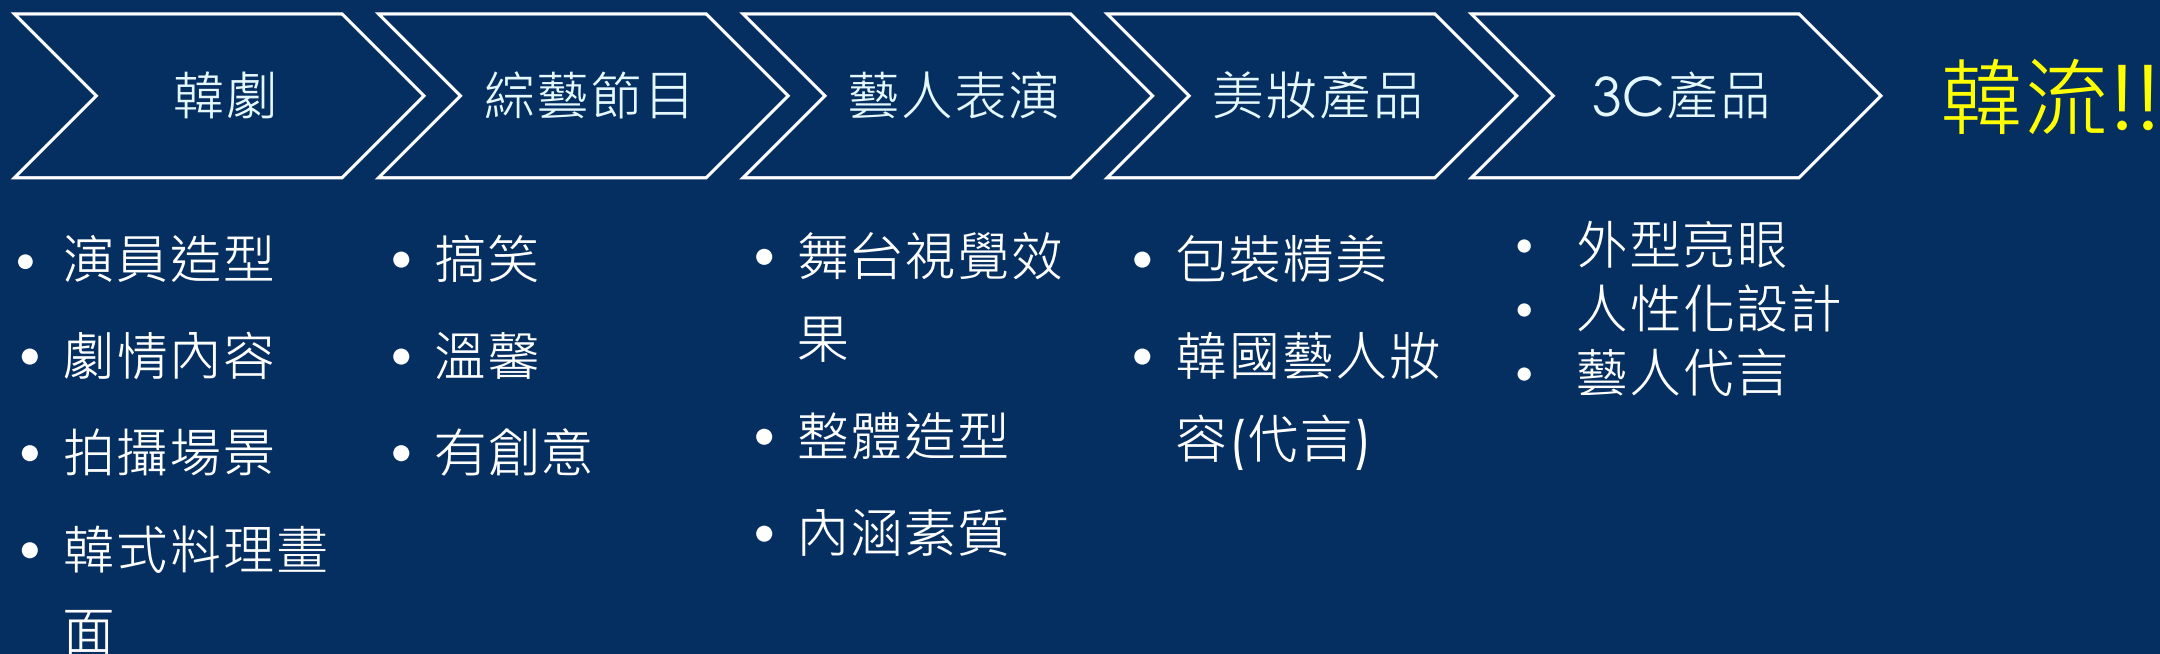 韓劇
綜藝節目
藝人表演
美妝產品
3C產品
韓流!!
• 演員造型
• 劇情內容
• 拍攝場景
• 韓式料理畫
面
• 搞笑
• 溫馨
• 有創意
• 舞台視覺效
果
• 整體造型
• 內涵素質
• 包裝精美
• 韓國藝人妝
容(代言)
• 外型亮眼
• 人性化設計
• 藝人代言